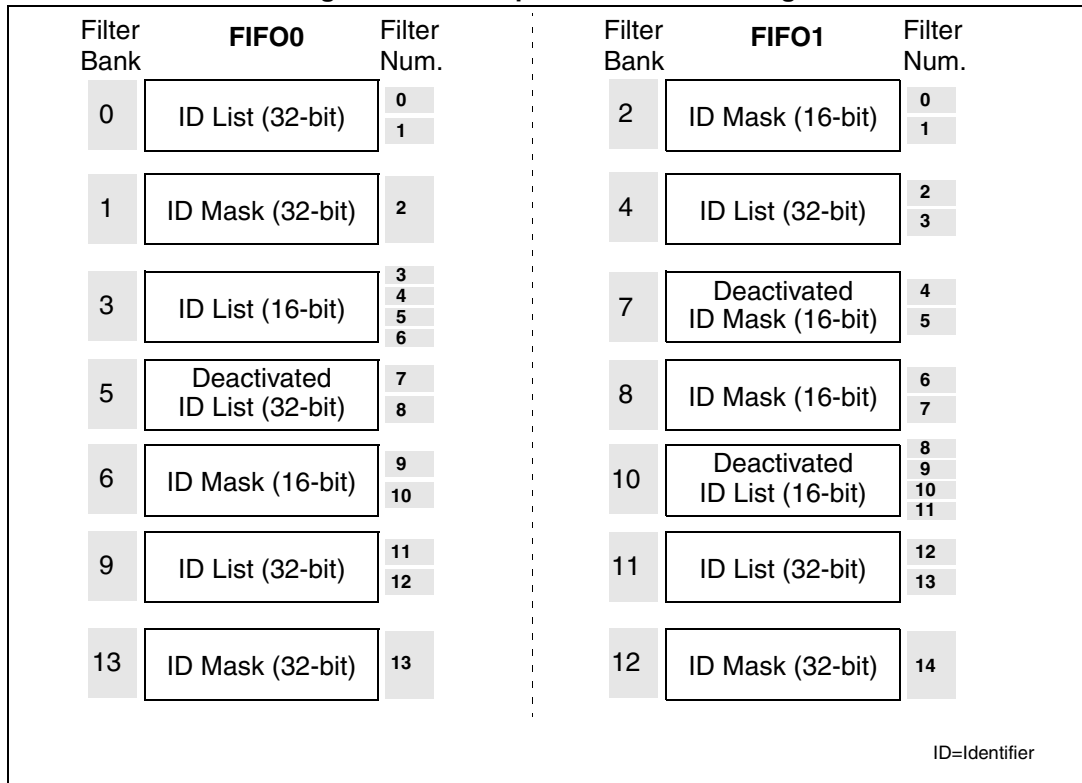 Filter Bank
FIFO0
Filter Num.
0
ID List (32-bit)
0
1
1
ID Mask (32-bit)
2
3
ID List (16-bit)
3
4
5
6
5
Deactivated
ID List (32-bit)
7
8
6
ID Mask (16-bit)
9
10
9
ID List (32-bit)
11
12
13
ID Mask (32-bit)
13
Filter Bank
FIFO1
Filter Num.
2
ID Mask (16-bit)
0
1
4
ID List (32-bit)
2
3
7
Deactivated
ID Mask (16-bit)
4
5
8
ID Mask (16-bit)
6
7
10
Deactivated
ID List (16-bit)
8
9
10
11
11
ID List (32-bit)
12
13
12
ID Mask (32-bit)
14
ID=Identifier